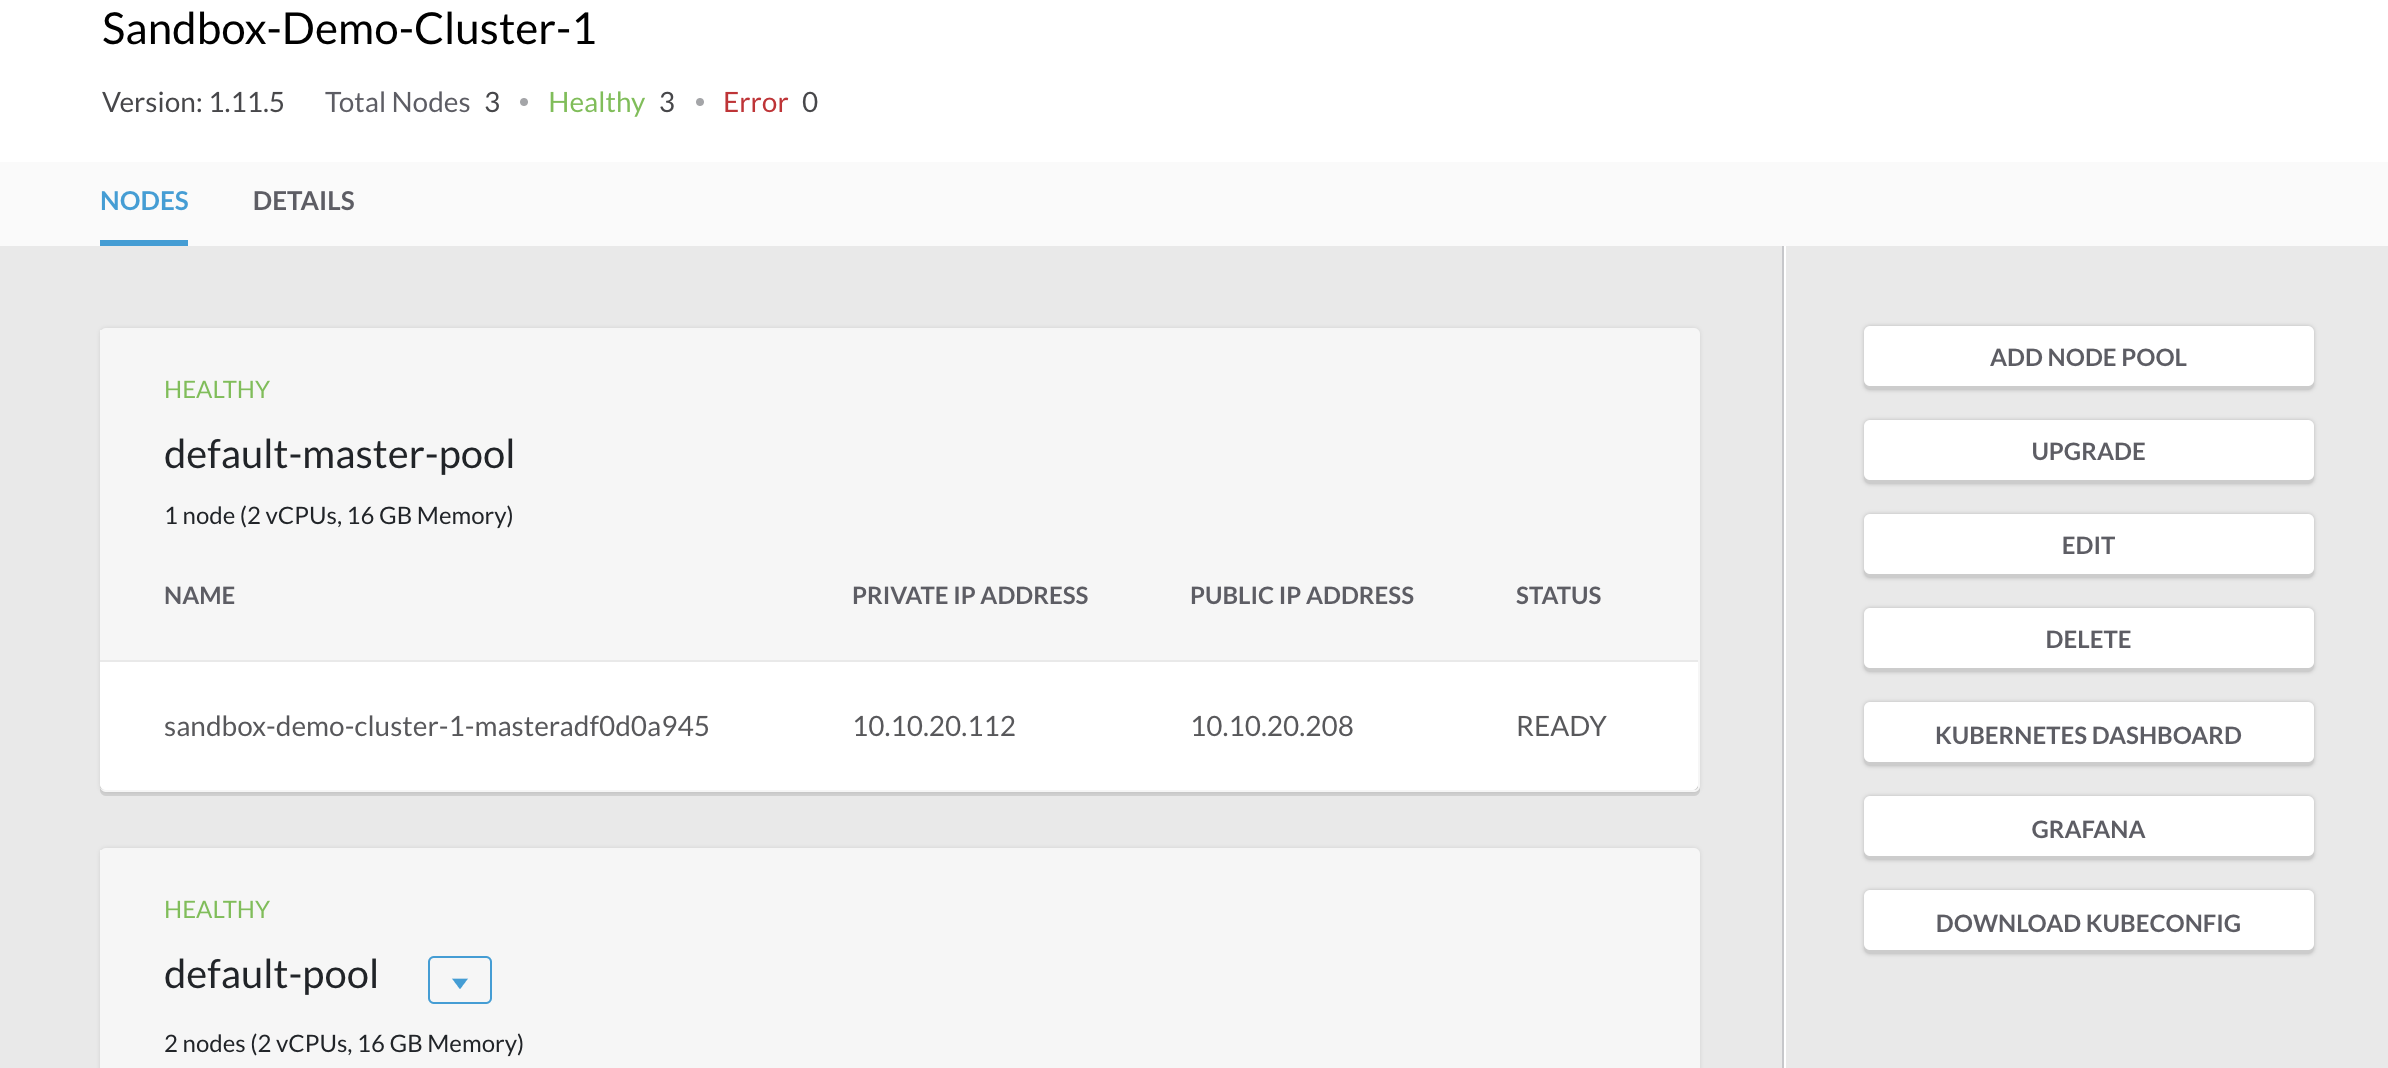 Sandbox-Demo-Cluster-1
Version: 1.11.5 Total Nodes 3 • Healthy 3 • Error 0
NODES DETAILS
HEALTHY
default-master-pool
1 node (2 vCPUs, 16 GB Memory)
NAME PRIVATE IP ADDRESS PUBLIC IP ADDRESS STATUS
sandbox-demo-cluster-1-masteradf0d0a945 10.10.20.112 10.10.20.208 READY
HEALTHY
default-pool
2 nodes (2 vCPUs, 16 GB Memory)
ADD NODE POOL
UPGRADE
EDIT
DELETE
KUBERNETES DASHBOARD
GRAFANA
DOWNLOAD KUBECONFIG